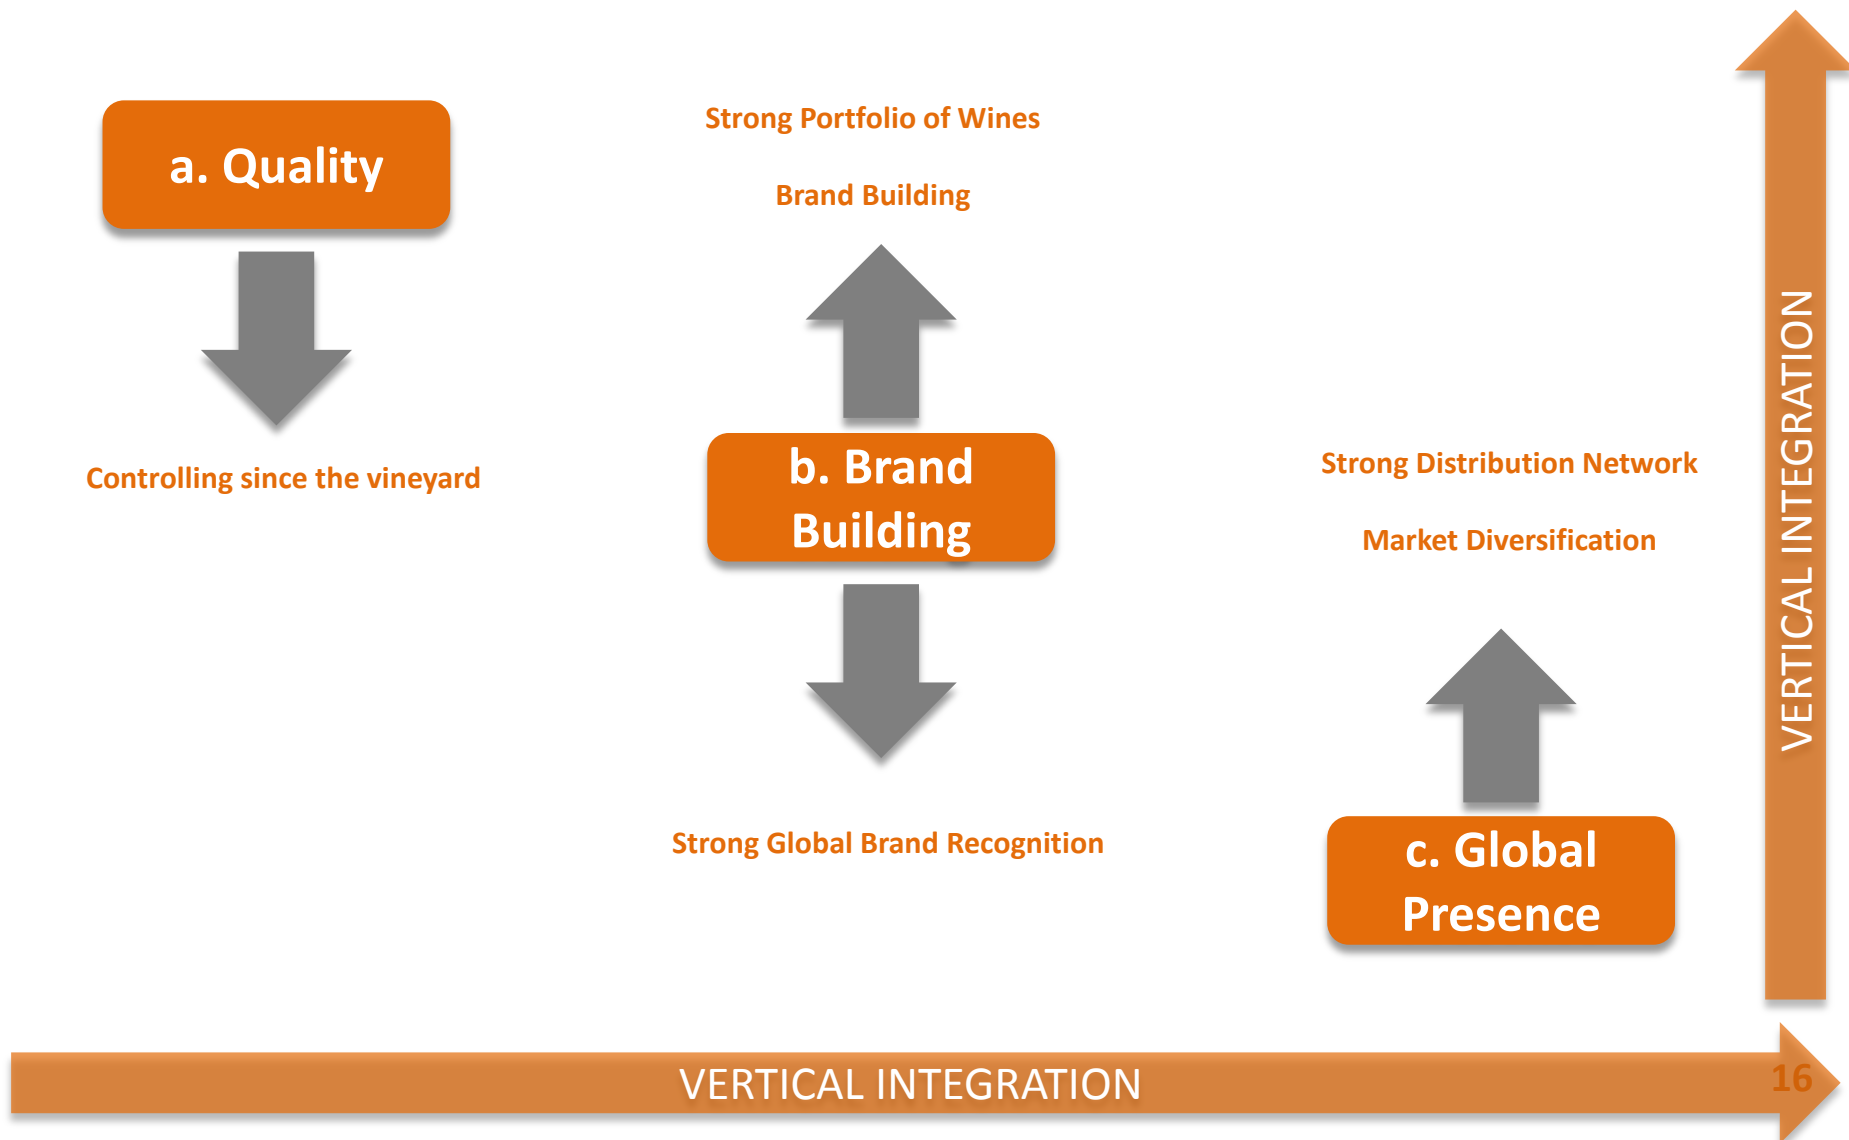 a. Quality
Controlling since the vineyard
Strong Portfolio of Wines
Brand Building
b. Brand
Building
Strong Global Brand Recognition
Strong Distribution Network
Market Diversification
c. Global
Presence
VERTICAL INTEGRATION
VERTICAL INTEGRATION
16